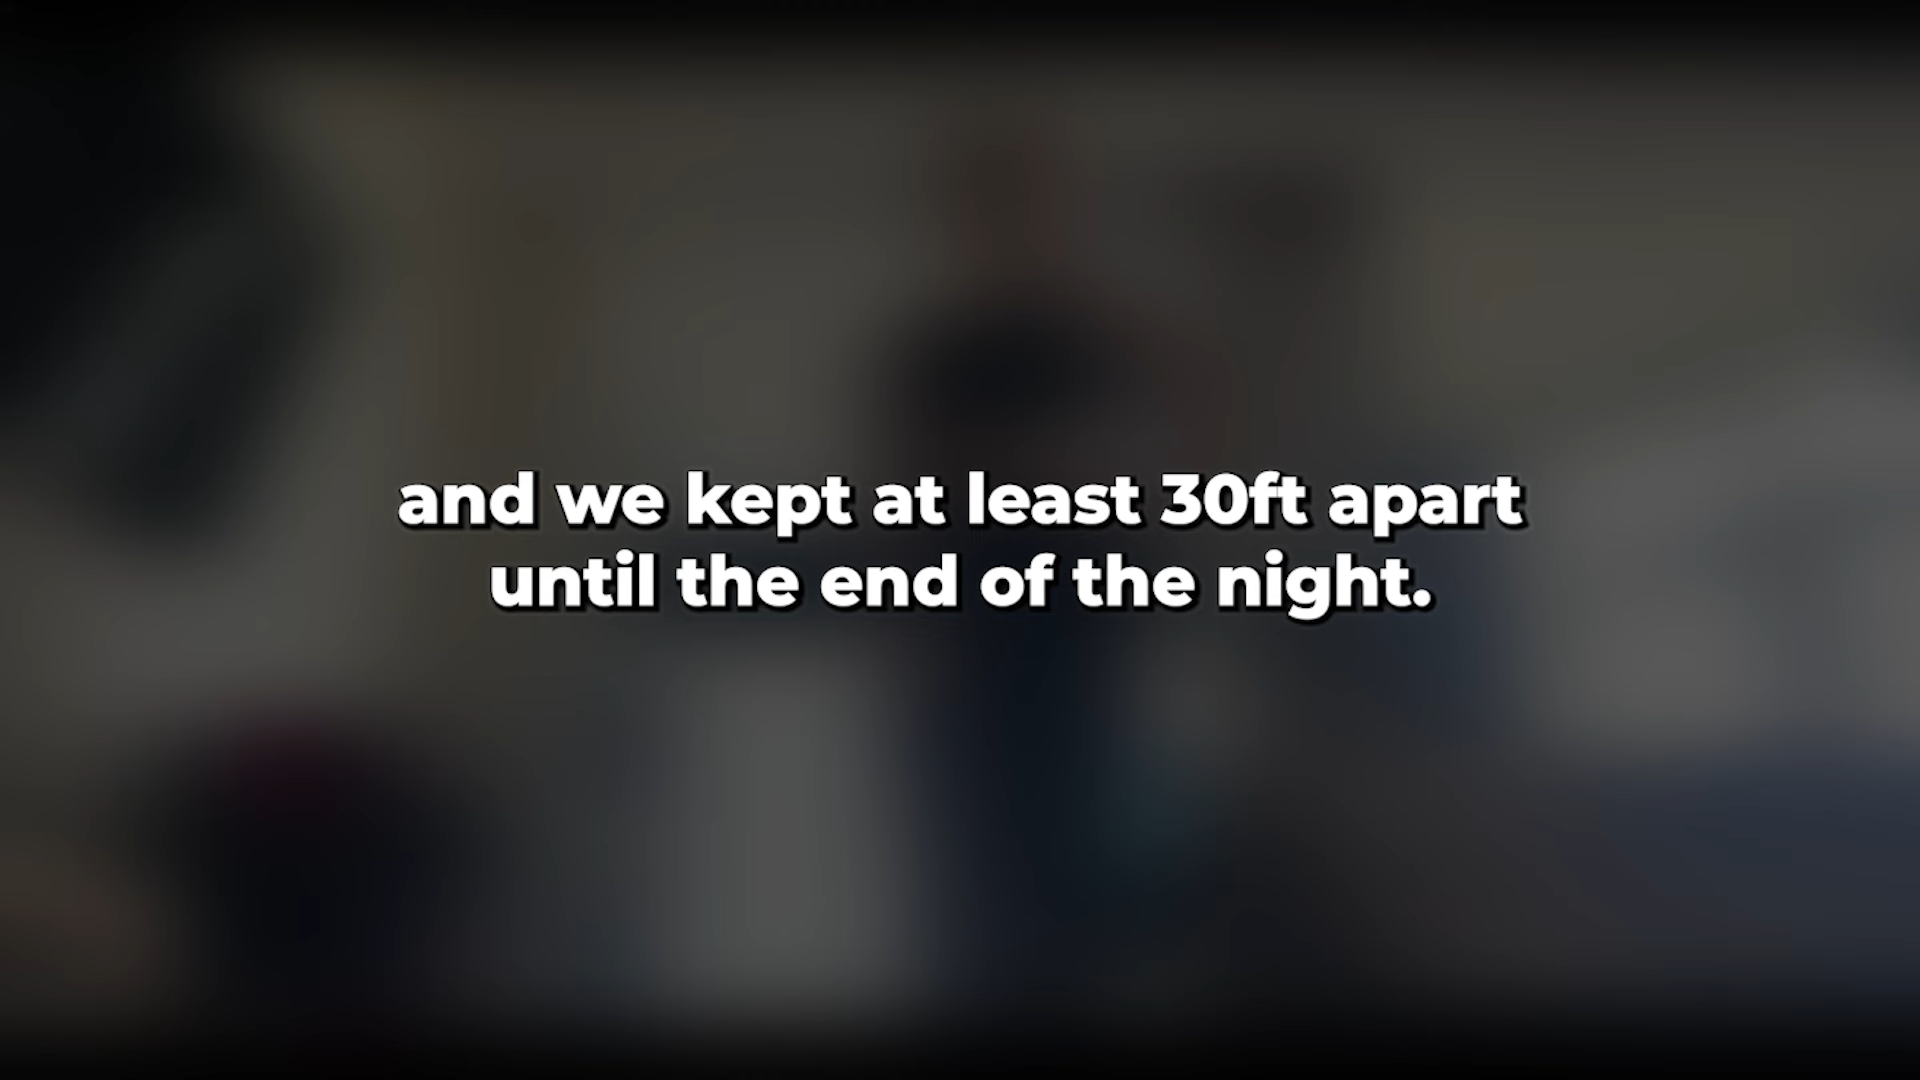 and we kept at least 30ft apart
until the end of the night.